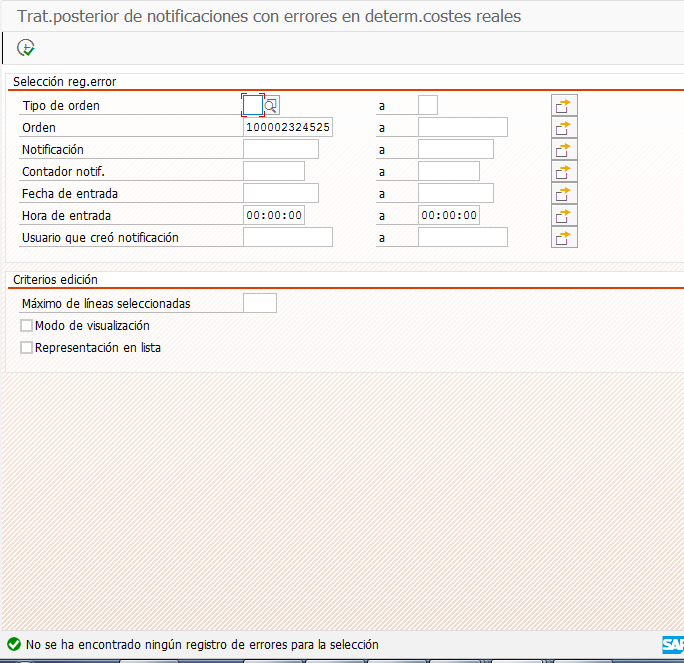 Trat.posterior de notificaciones con errores en determ.costes reales
Selección reg.error
Tipo de orden a
Orden 100002324525 a
Notificación a
Contador notif. a
Fecha de entrada a
Hora de entrada 00:00:00 a 00:00:00
Usuario que creó notificación a
Criterios edición
Máximo de líneas seleccionadas
Modo de visualización
Representación en lista
No se ha encontrado ningún registro de errores para la selección SAP